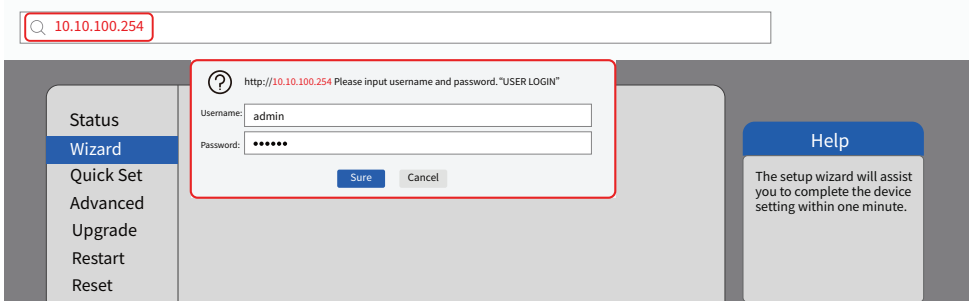 10.10.100.254
http://10.10.100.254 Please input username and password.“USER LOGIN”
Username: admin
Password: ••••••
Sure Cancel
Status
Wizard
Quick Set
Advanced
Upgrade
Restart
Reset
Help
The setup wizard will assist
you to complete the device
setting within one minute.